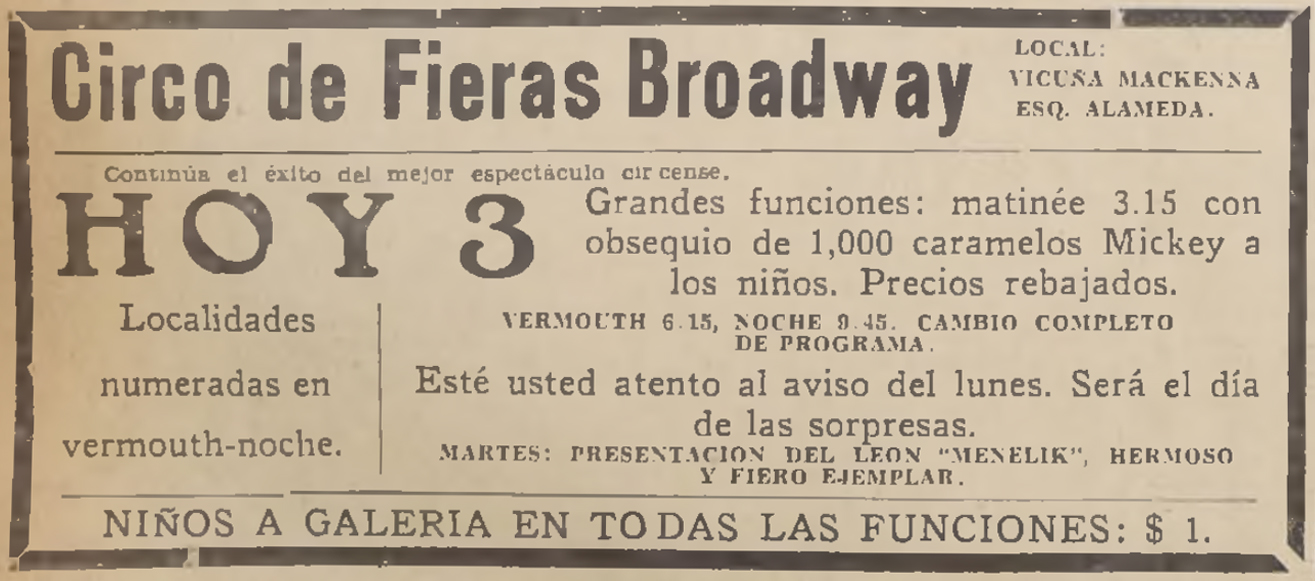 Circo de Fieras Broadway
LOCAL:
VICUÑA MACKENNA
ESQ. ALAMEDA.
Continúa el éxito del mejor espectáculo circense.
HOY 3
Grandes funciones: matinée 3.15 con
obsequio de 1,000 caramelos Mickey a
los niños. Precios rebajados.
VERMOUTH 6.15, NOCHE 9.45. CAMBIO COMPLETO
DE PROGRAMA.
Localidades
numeradas en
vermouth-noche.
Esté usted atento al aviso del lunes. Será el día
de las sorpresas.
MARTES: PRESENTACION DEL LEON "MENELIK", HERMOSO
Y FIERO EJEMPLAR.
NIÑOS A GALERIA EN TODAS LAS FUNCIONES: $ 1.